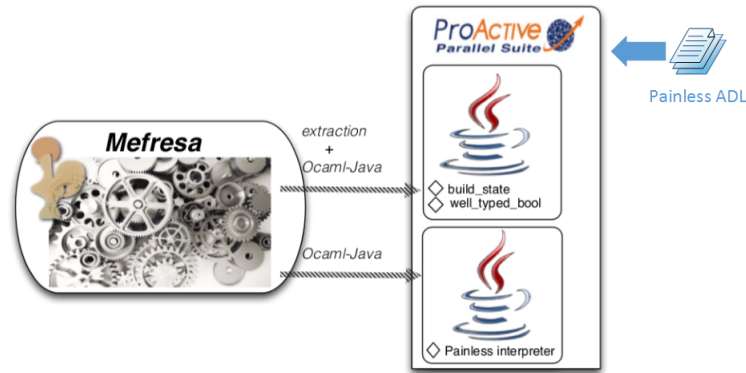 Mefresa
extraction
+
Ocaml-Java
Ocaml-Java
ProActive
Parallel Suite
build_state
well_typed_bool
Painless interpreter
Painless ADL